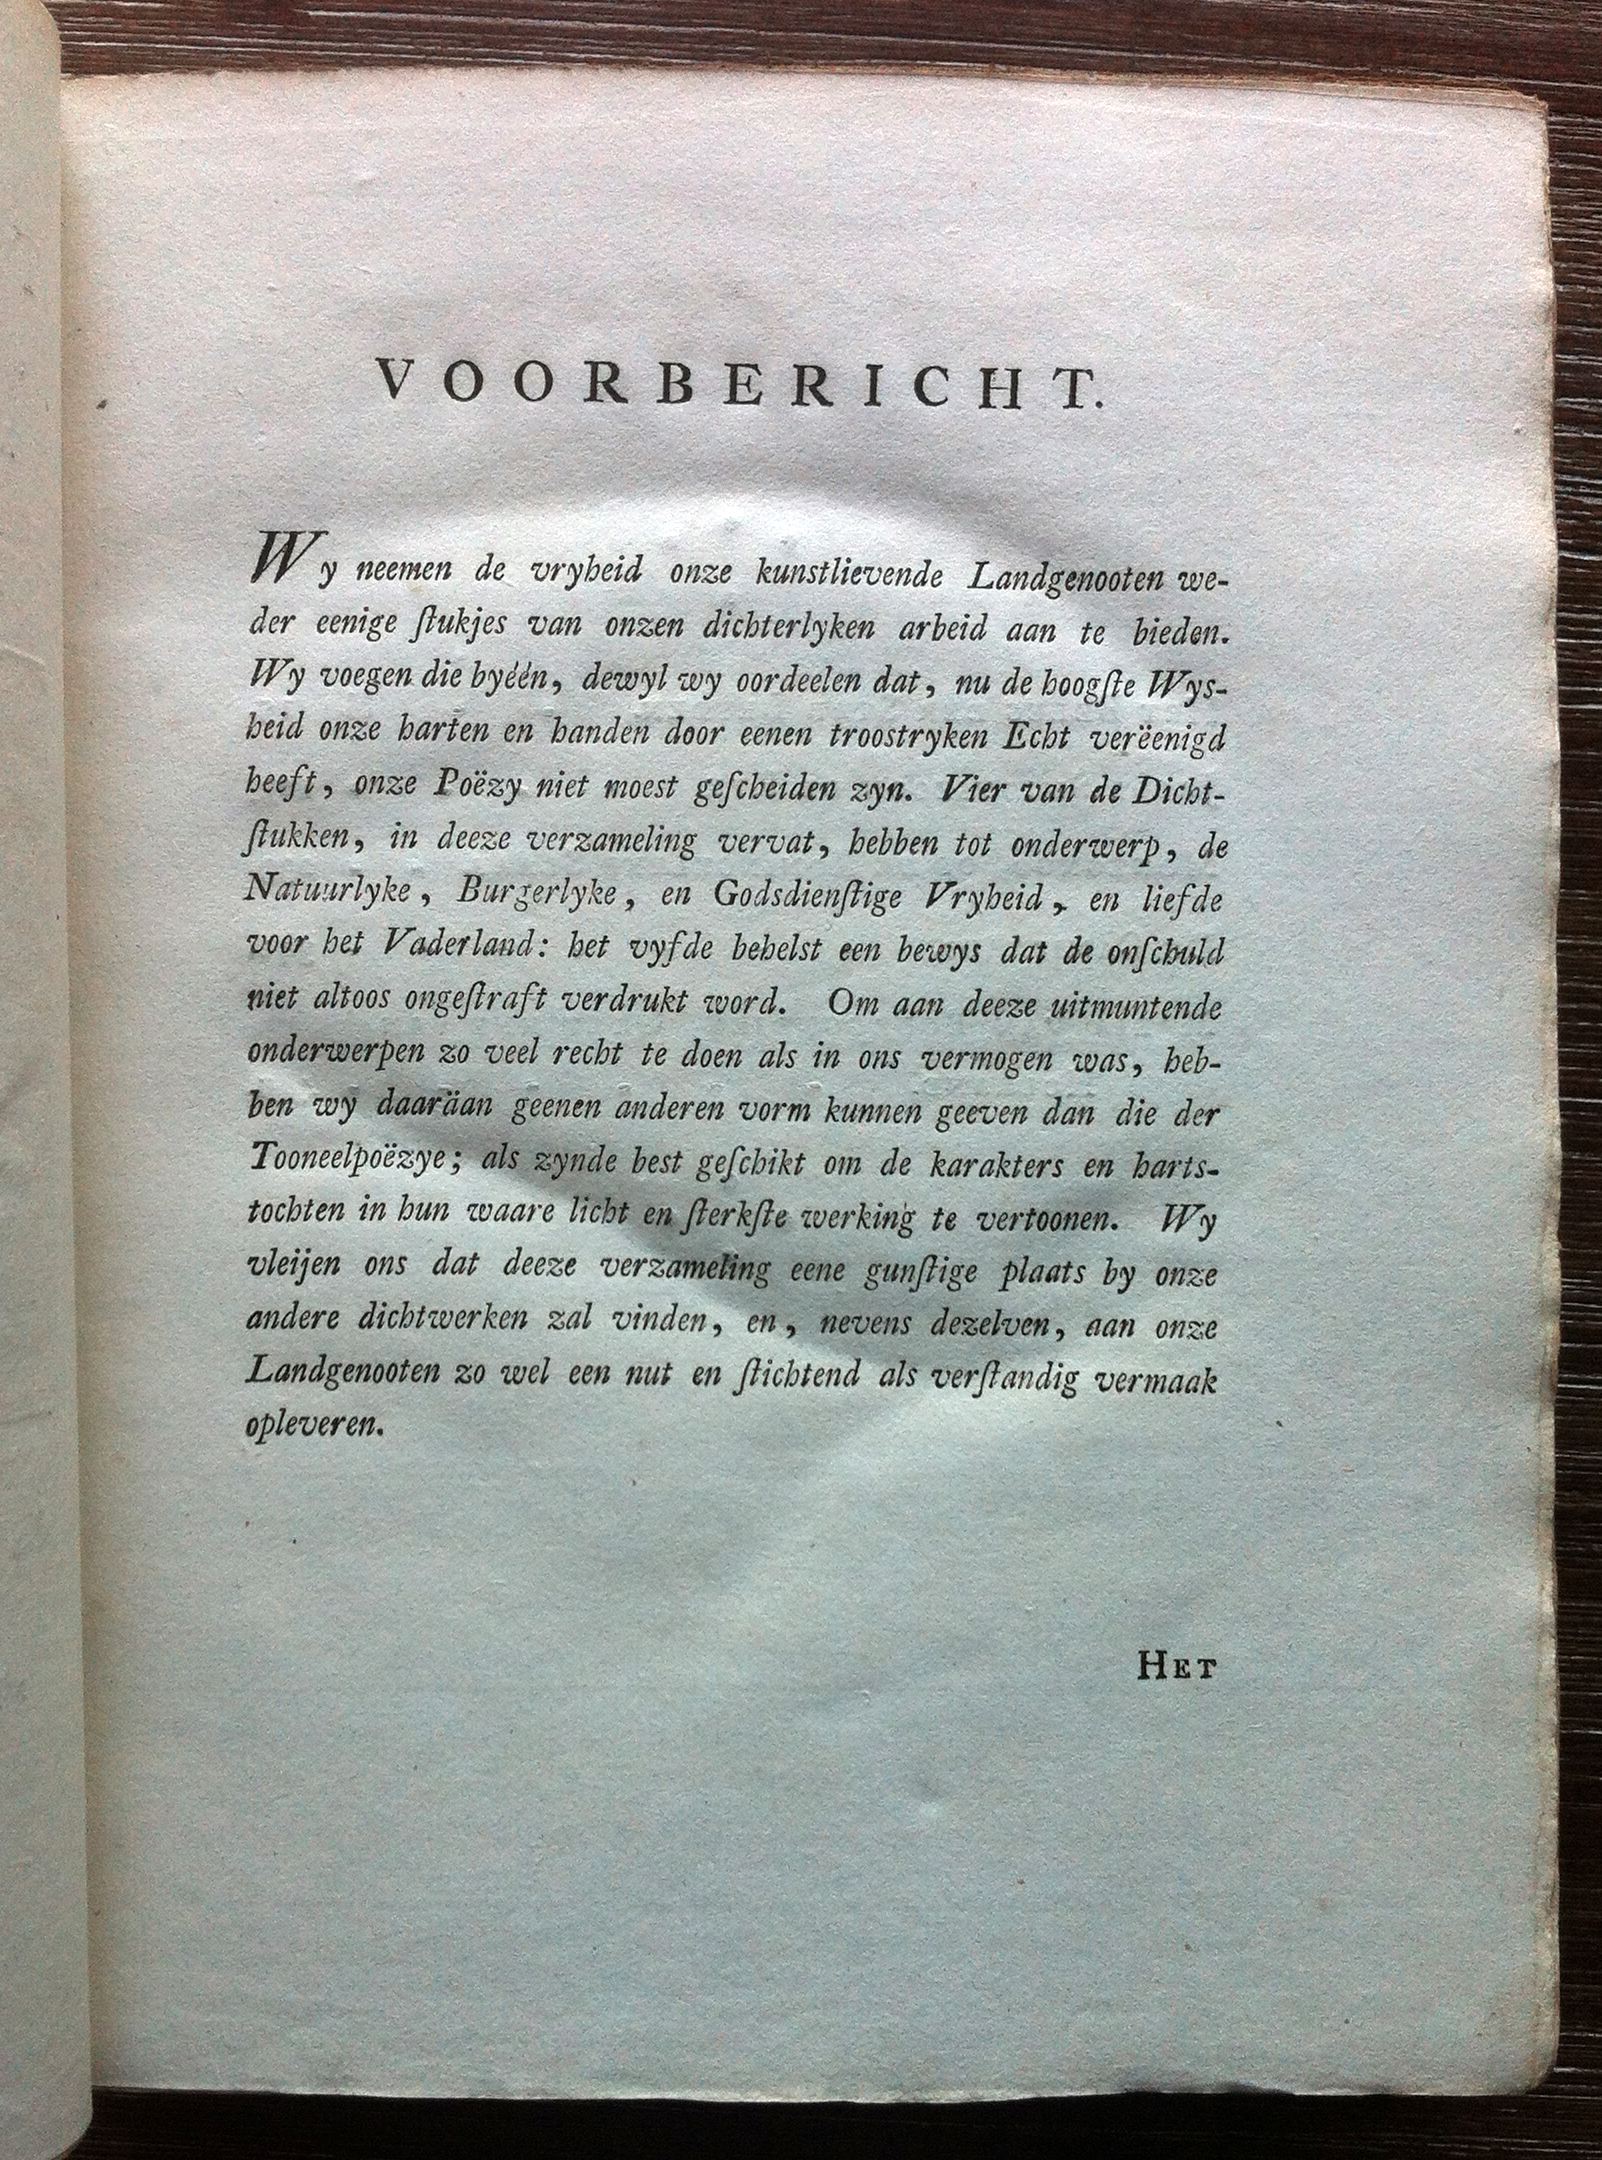 VOORBERICHT.
Wy neemen de vryheid onze kunstlievende Landgenooten we-
der eenige ſtukjes van onzen dichterlyken arbeid aan te bieden.
Wy voegen die byéén, dewyl wy oordeelen dat, nu de hoogſte Wys-
heid onze harten en handen door eenen troostryken Echt verëenigd
heeft, onze Poëzy niet moest geſcheiden zyn. Vier van de Dicht-
ſtukken, in deeze verzameling vervat, hebben tot onderwerp, de
Natuurlyke, Burgerlyke, en Godsdienſtige Vryheid, en liefde
voor het Vaderland: het vyfde behelst een bewys dat de onſchuld
niet altoos ongeſtraft verdrukt word. Om aan deeze uitmuntende
onderwerpen zo veel recht te doen als in ons vermogen was, heb-
ben wy daaräan geenen anderen vorm kunnen geeven dan die der
Tooneelpoëzye; als zynde best geſchikt om de karakters en harts-
tochten in hun waare licht en ſterkſte werking te vertoonen. Wy
vleijen ons dat deeze verzameling eene gunſtige plaats by onze
andere dichtwerken zal vinden, en, nevens dezelven, aan onze
Landgenooten zo wel een nut en ſtichtend als verſtandig vermaak
opleveren.
HET